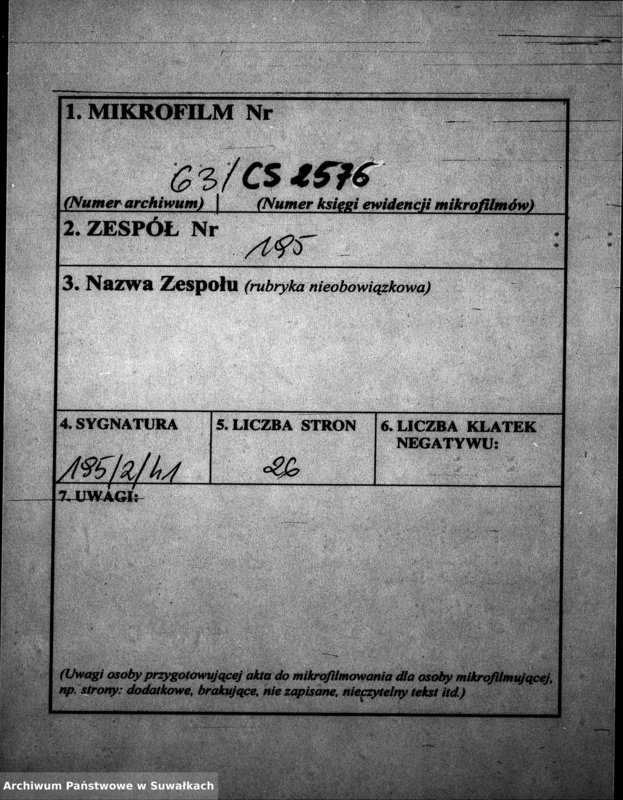 1. MIKROFILM Nr
63/CS 2576
(Numer archiwum) (Numer księgi ewidencji mikrofilmów)
2. ZESPÓŁ Nr
195
3. Nazwa Zespołu (rubryka nieobowiązkowa)
4. SYGNATURA 5. LICZBA STRON 6. LICZBA KLATEK
NEGATYWU:
195/2/41 26
7. UWAGI:
(Uwagi osoby przygotowującej akta do mikrofilmowania dla osoby mikrofilmującej,
np. strony: dodatkowe, brakujące, nie zapisane, nieczytelny tekst itd.)
Archiwum Państwowe w Suwałkach